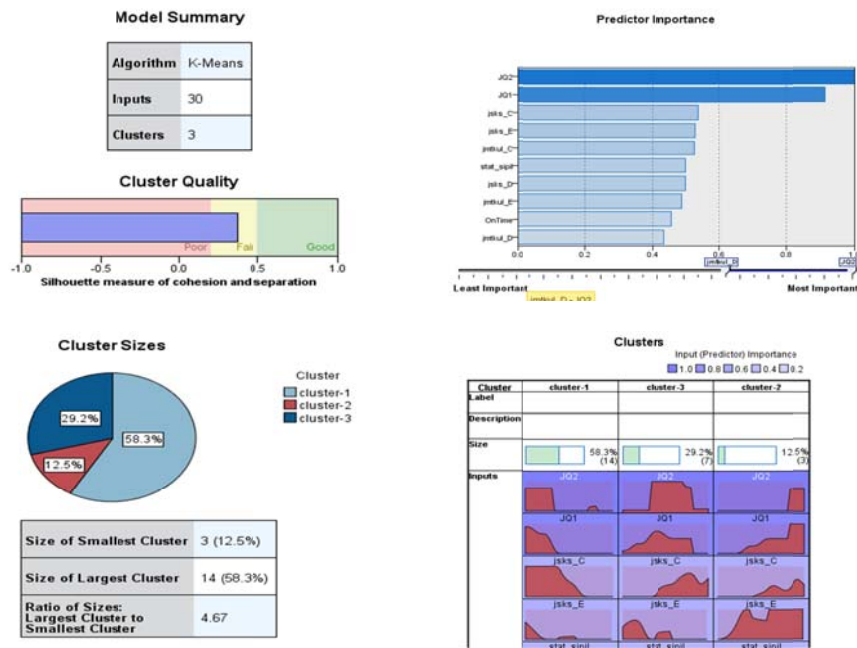 Model Summary
Algorithm K-Means
Inputs 30
Clusters 3
Cluster Quality
Poor Fair Good
-1.0 -0.5 0.0 0.5 1.0
Silhouette measure of cohesion and separation
Predictor Importance
JQ2
JQ1
jsks_C
jsks_E
jmtkul_C
stat_sipil
jsks_D
jmtkul_E
OnTime
jmtkul_D
0.0 0.2 0.4 0.6 0.8 1.0
jmtkul_D JQ2
Least Important Most Important
jmtkul_D - JQ2
Cluster Sizes
Cluster
cluster-1
cluster-2
cluster-3
29.2%
58.3%
12.5%
Size of Smallest Cluster 3 (12.5%)
Size of Largest Cluster 14 (58.3%)
Ratio of Sizes:
Largest Cluster to
Smallest Cluster 4.67
Clusters
Input (Predictor) Importance
1.0 0.8 0.6 0.4 0.2
Cluster cluster-1 cluster-3 cluster-2
Label
Description
Size 58.3% (14) 29.2% (7) 12.5% (3)
Inputs JQ2 JQ2 JQ2
JQ1 JQ1 JQ1
jsks_C jsks_C jsks_C
jsks_E jsks_E jsks_E
stat_sipil stat_sipil stat_sipil